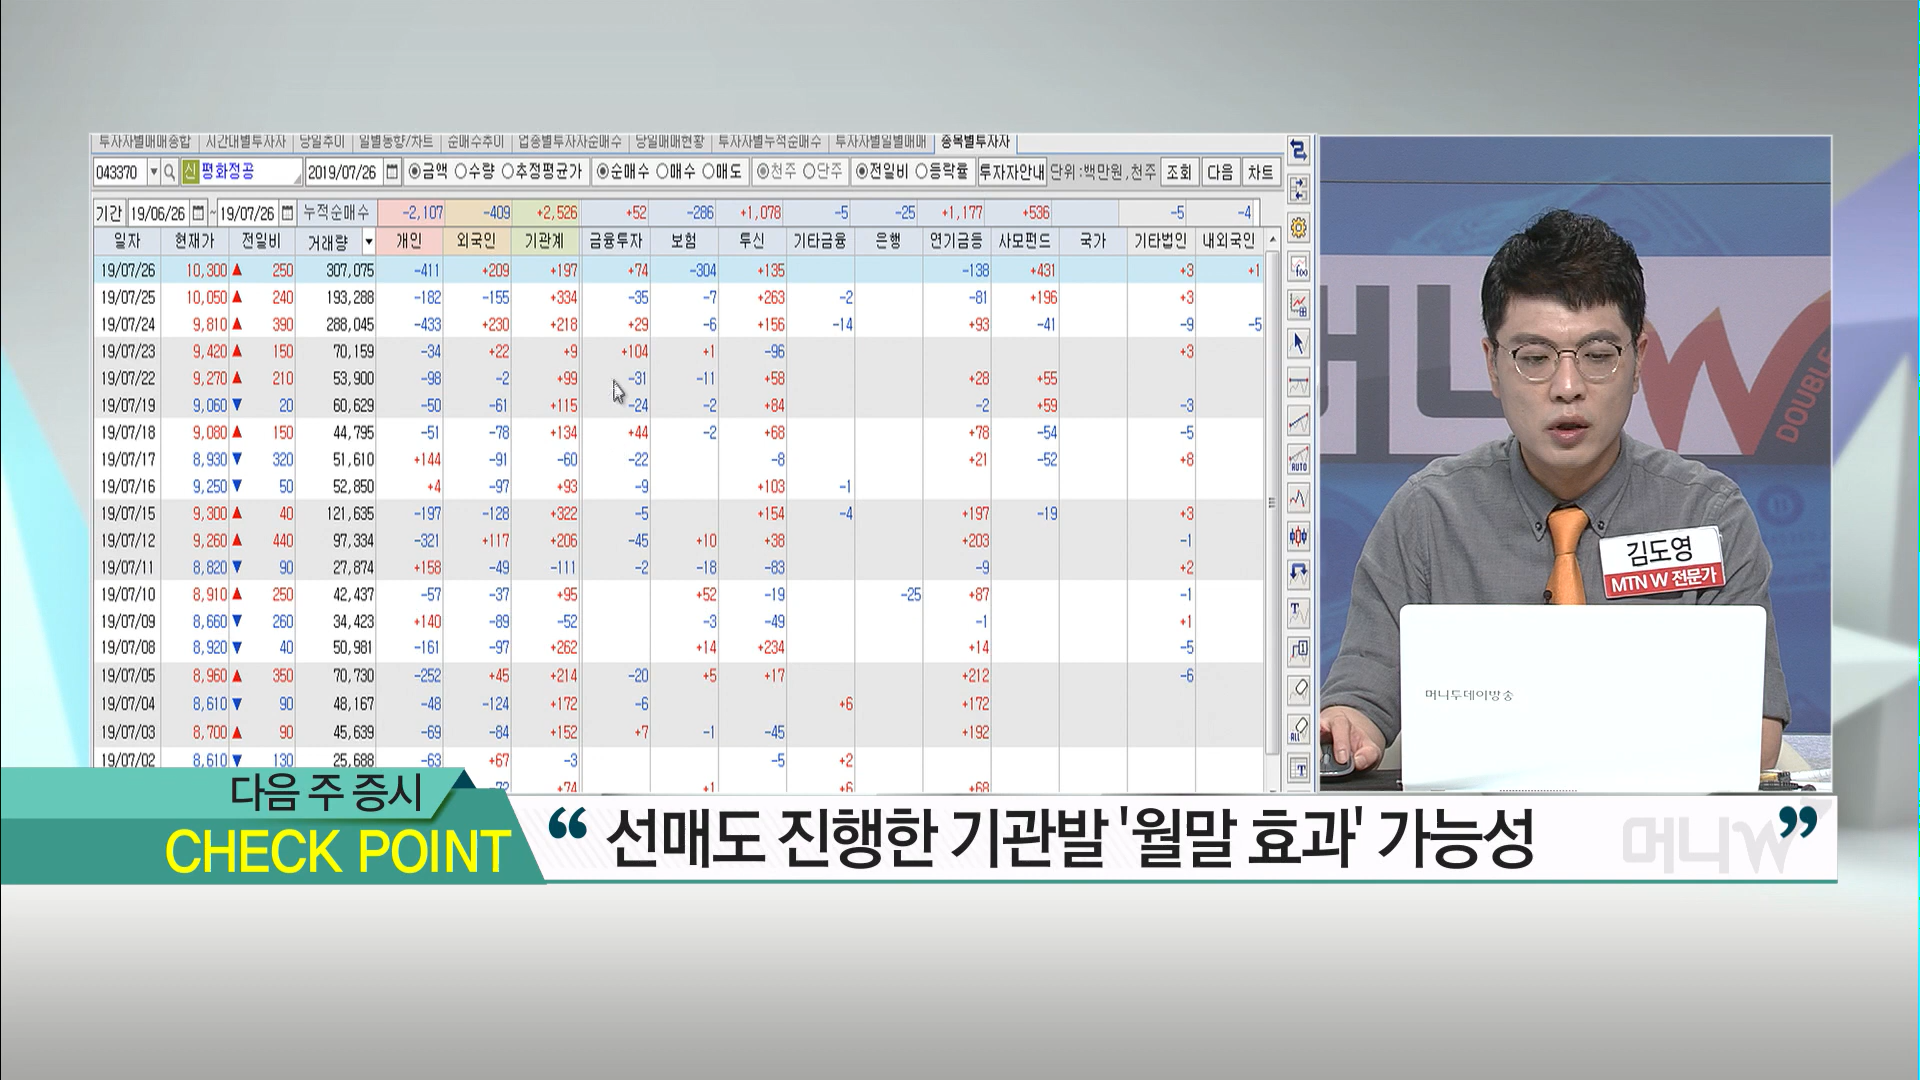 투자자별매매종합 시간대별투자자 당일추이 일별동향/차트 순매수추이 업종별투자자순매수 당일매매현황 투자자별누적순매수 투자자별일별매매 종목별투자자
043370 신 평화정공 2019/07/26 금액 수량 추정평균가 순매수 매수 매도 천주 단주 전일비 등락률 투자자안내 단위:백만원,천주 조회 다음 차트
기간 19/06/26 ~ 19/07/26 누적순매수 -2,107 -409 +2,526 +52 -286 +1,078 -5 -25 +1,177 +536 -5 -4
일자 현재가 전일비 거래량 개인 외국인 기관계 금융투자 보험 투신 기타금융 은행 연기금등 사모펀드 국가 기타법인 내외국인
19/07/26 10,300 ▲ 250 307,075 -411 +209 +197 +74 -304 +135 -138 +431 +3 +1
19/07/25 10,050 ▲ 240 193,288 -182 -155 +334 -35 -7 +263 -2 -81 +196 +3
19/07/24 9,810 ▲ 390 288,045 -433 +230 +218 +29 -6 +156 -14 +93 -41 -9 -5
19/07/23 9,420 ▲ 150 70,159 -34 +22 +9 +104 +1 -96 +3
19/07/22 9,270 ▲ 210 53,900 -98 -2 +99 -31 -11 +58 +28 +55
19/07/19 9,060 ▼ 20 60,629 -50 -61 +115 -24 -2 +84 -2 +59 -3
19/07/18 9,080 ▲ 150 44,795 -51 -78 +134 +44 -2 +68 +78 -54 -5
19/07/17 8,930 ▼ 320 51,610 +144 -91 -60 -22 -8 +21 -52 +8
19/07/16 9,250 ▼ 50 52,850 +4 -97 +93 -9 +103 -1
19/07/15 9,300 ▲ 40 121,635 -197 -128 +322 -5 +154 -4 +197 -19 +3
19/07/12 9,260 ▲ 440 97,334 -321 +117 +206 -45 +10 +38 +203 -1
19/07/11 8,820 ▼ 90 27,874 +158 -49 -111 -2 -18 -83 -9 +2
19/07/10 8,910 ▲ 250 42,437 -57 -37 +95 +52 -19 -25 +87 -1
19/07/09 8,660 ▼ 260 34,423 +140 -89 -52 -3 -49 -1 +1
19/07/08 8,920 ▼ 40 50,981 -161 -97 +262 +14 +234 +14 -5
19/07/05 8,960 ▲ 350 70,730 -252 +45 +214 -20 +5 +17 +212 -6
19/07/04 8,610 ▼ 90 48,167 -48 -124 +172 -6 +6 +172
19/07/03 8,700 ▲ 90 45,639 -69 -84 +152 +7 -1 -45 +192
19/07/02 8,610 ▼ 130 25,688 -63 +67 -3 -5 +2
+74 +1 +6 +68
DOUBLE
김도영
MTN W 전문가
머니투데이방송
다음 주 증시
CHECK POINT
“ 선매도 진행한 기관발 '월말 효과' 가능성 ”
머니W